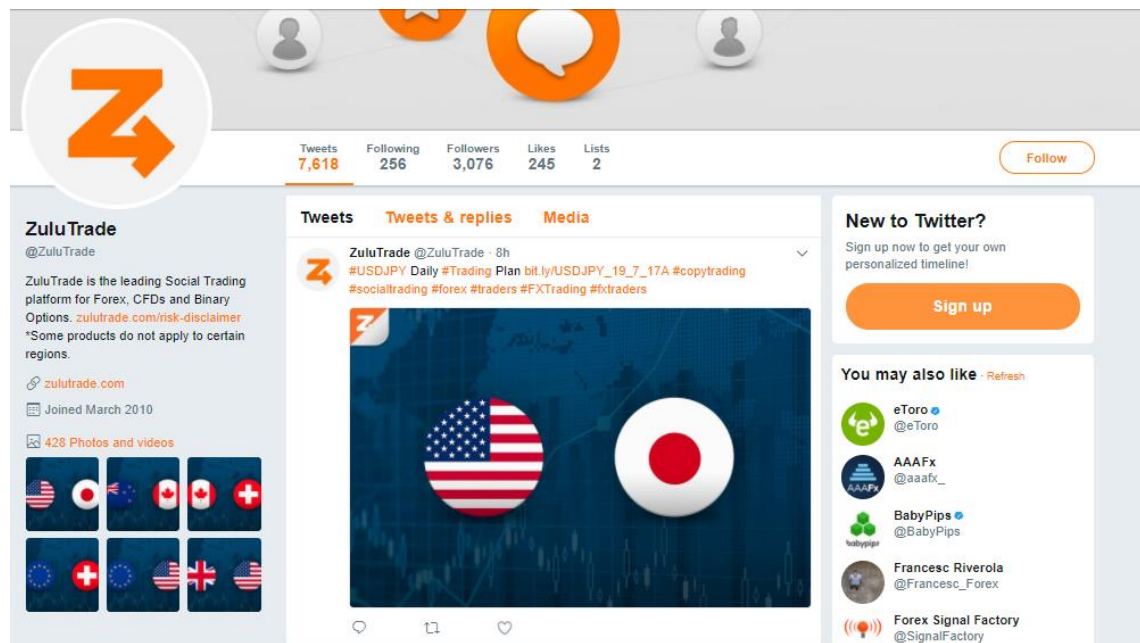 Tweets Following Followers Likes Lists
7,618 256 3,076 245 2
Follow
ZuluTrade
@ZuluTrade
ZuluTrade is the leading Social Trading
platform for Forex, CFDs and Binary
Options. zulutrade.com/risk-disclaimer
*Some products do not apply to certain
regions.
zulutrade.com
Joined March 2010
428 Photos and videos
Tweets Tweets & replies Media
ZuluTrade @ZuluTrade · 8h
#USDJPY Daily #Trading Plan bit.ly/USDJPY_19_7_17A #copytrading
#socialtrading #forex #traders #FXTrading #fxtraders
New to Twitter?
Sign up now to get your own
personalized timeline!
Sign up
You may also like · Refresh
eToro
@eToro
AAAFx
AAAFx
@aaafx_
BabyPips
@BabyPips
babypips
Francesc Riverola
@Francesc_Forex
Forex Signal Factory
@SignalFactory